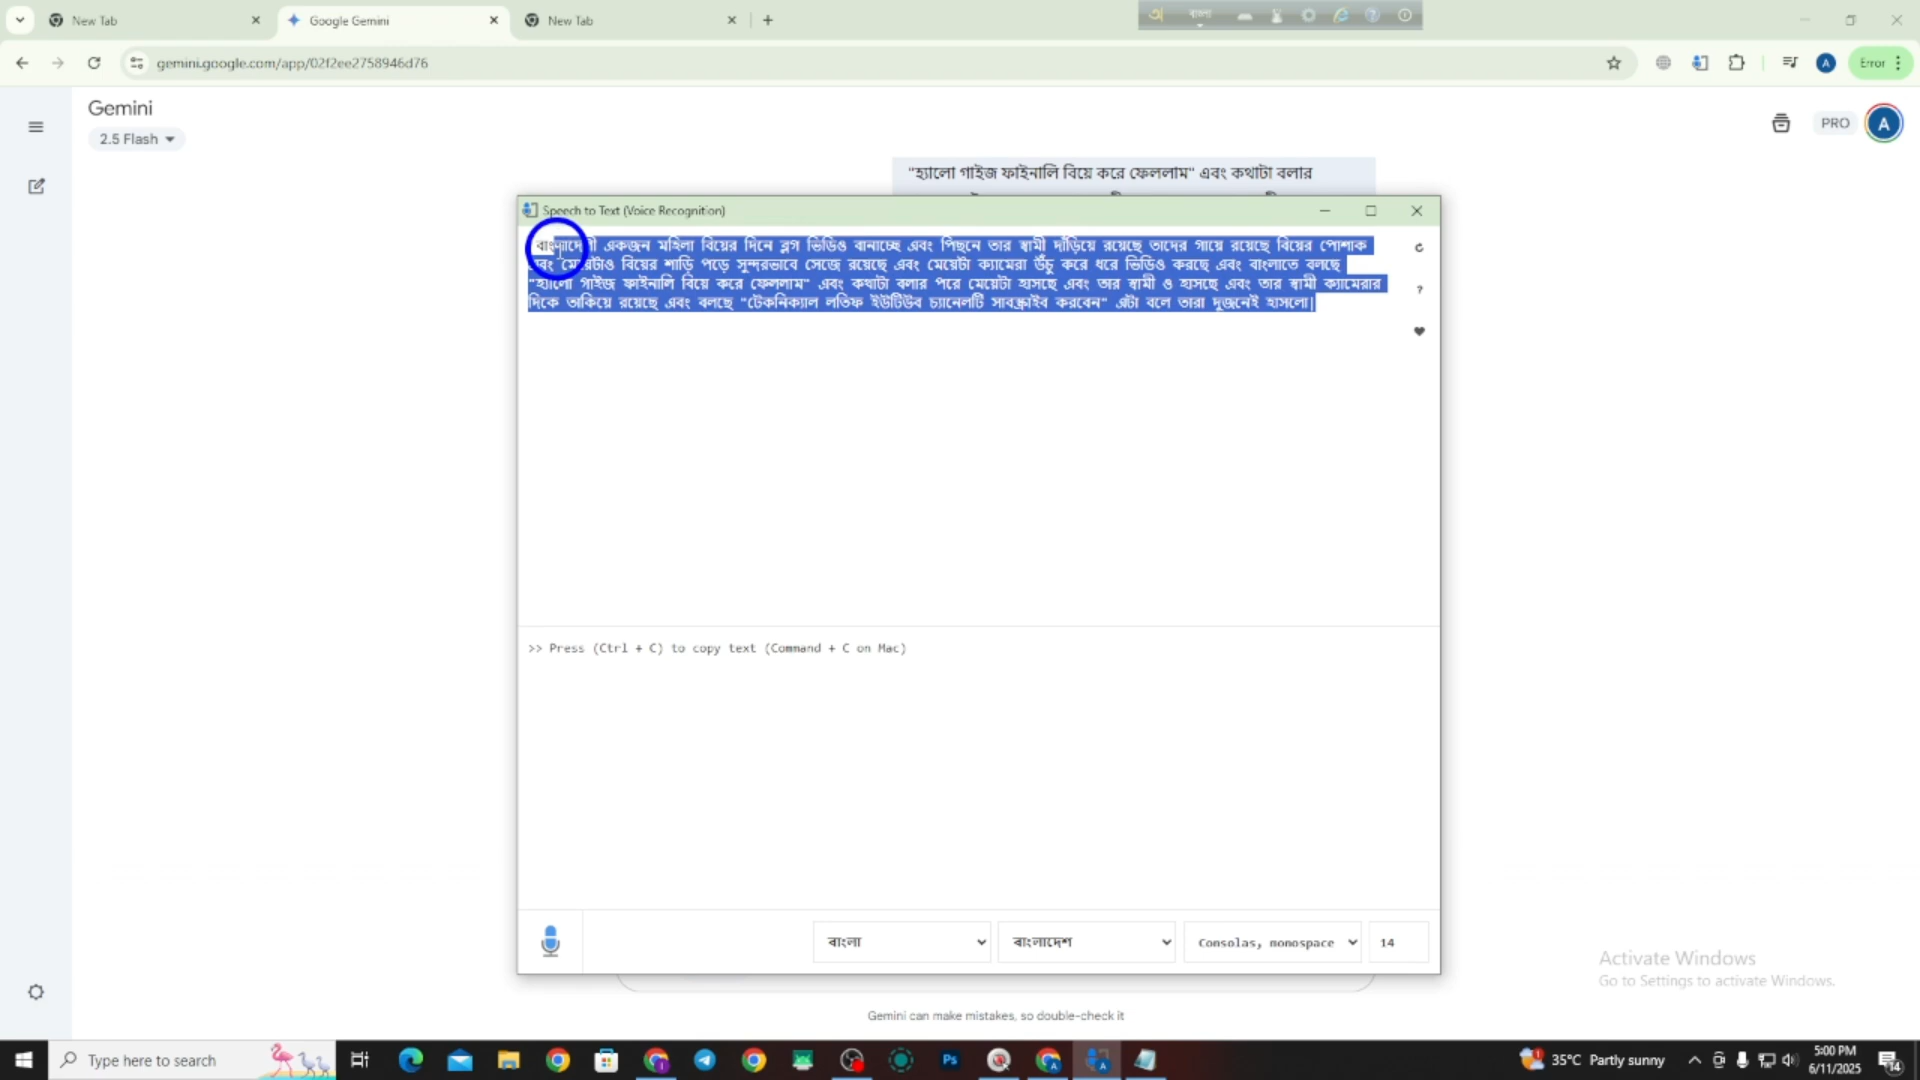 New Tab
Google Gemini
New Tab
বাংলা
gemini.google.com/app/02f2ee2758946d76
Error
A
Gemini
2.5 Flash
PRO
A
"হ্যালো গাইজ ফাইনালি বিয়ে করে ফেললাম" এবং কথাটা বলার
Speech to Text (Voice Recognition)
বাংলাদেশী একজন মহিলা বিয়ের দিনে ব্লগ ভিডিও বানাচ্ছে এবং পিছনে তার স্বামী দাঁড়িয়ে রয়েছে তাদের গায়ে রয়েছে বিয়ের পোশাক
এবং মেয়েটাও বিয়ের শাড়ি পড়ে সুন্দরভাবে সেজে রয়েছে এবং মেয়েটা ক্যামেরা উঁচু করে ধরে ভিডিও করছে এবং বাংলাতে বলছে
"হ্যালো গাইজ ফাইনালি বিয়ে করে ফেললাম" এবং কথাটা বলার পরে মেয়েটা হাসছে এবং তার স্বামী ও হাসছে এবং তার স্বামী ক্যামেরার
দিকে তাকিয়ে রয়েছে এবং বলছে "টেকনিক্যাল লতিফ ইউটিউব চ্যানেলটি সাবস্ক্রাইব করবেন" এটা বলে তারা দুজনেই হাসলো|
>> Press (Ctrl + C) to copy text (Command + C on Mac)
বাংলা
বাংলাদেশ
Consolas, monospace
14
Activate Windows
Go to Settings to activate Windows.
Gemini can make mistakes, so double-check it
Type here to search
35°C Partly sunny
5:00 PM
6/11/2025